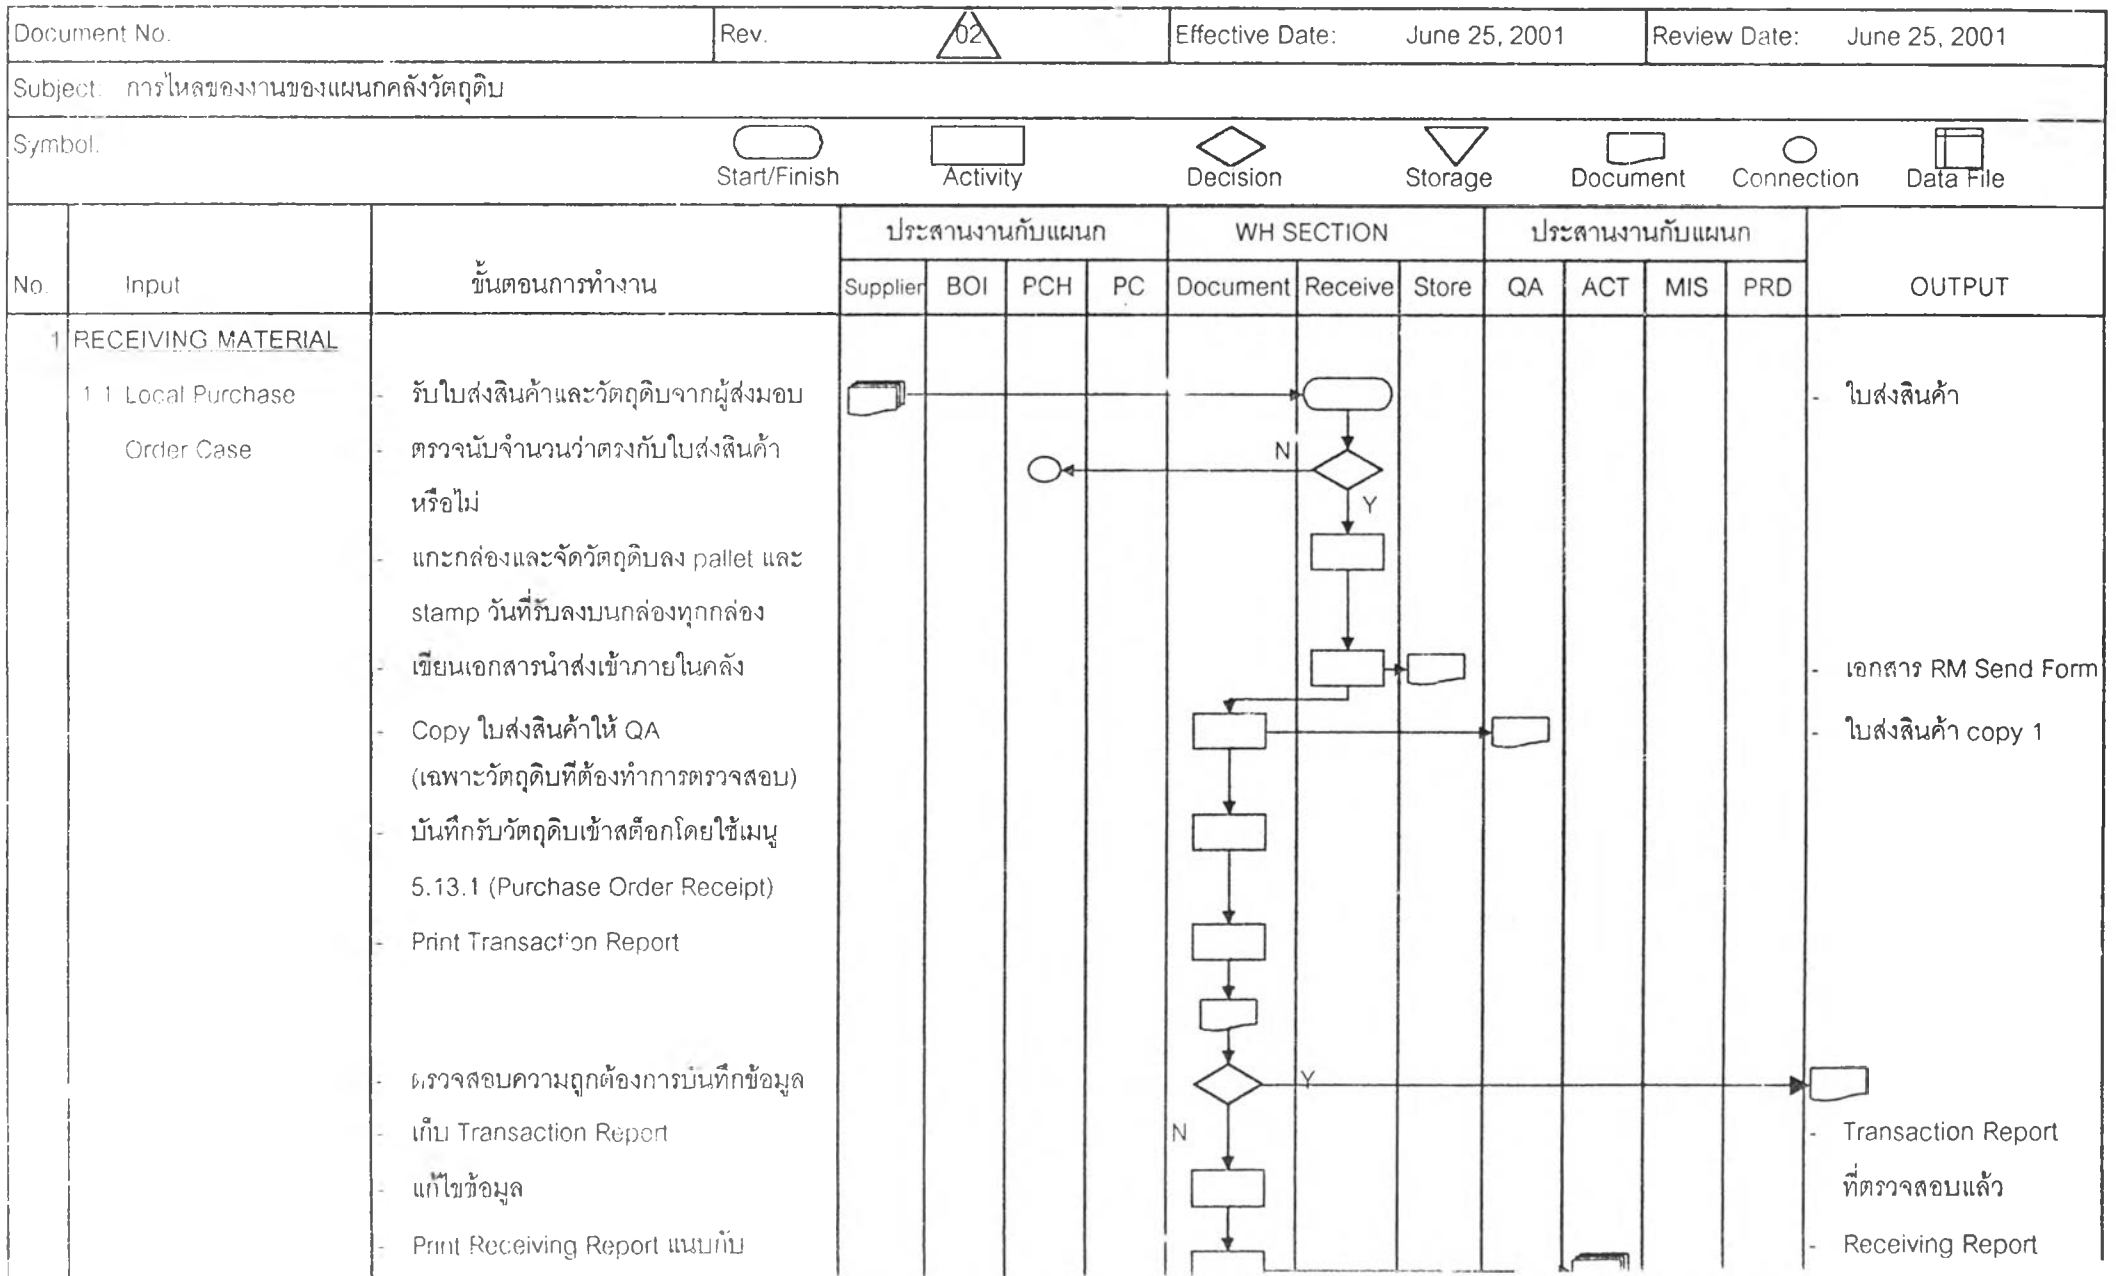 Document No. Rev. 02 Effective Date: June 25, 2001 Review Date: June 25, 2001
Subject: การไหลของงานของแผนกคลังวัตถุดิบ
Symbol.
Start/Finish Activity Decision Storage Document Connection Data File
ประสานงานกับแผนก WH SECTION ประสานงานกับแผนก
No. Input ขั้นตอนการทำงาน Supplier BOI PCH PC Document Receive Store QA ACT MIS PRD OUTPUT
1 RECEIVING MATERIAL
1.1 Local Purchase - รับใบส่งสินค้าและวัตถุดิบจากผู้ส่งมอบ - ใบส่งสินค้า
Order Case - ตรวจนับจำนวนว่าตรงกับใบส่งสินค้า N
หรือไม่ Y
- แกะกล่องและจัดวัตถุดิบลง pallet และ
stamp วันที่รับลงบนกล่องทุกกล่อง
- เขียนเอกสารนำส่งเข้าภายในคลัง - เอกสาร RM Send Form
- Copy ใบส่งสินค้าให้ QA - ใบส่งสินค้า copy 1
(เฉพาะวัตถุดิบที่ต้องทำการตรวจสอบ)
- บันทึกรับวัตถุดิบเข้าสต็อกโดยใช้เมนู
5.13.1 (Purchase Order Receipt)
- Print Transaction Report
- ตรวจสอบความถูกต้องการบันทึกข้อมูล Y
- เก็บ Transaction Report N - Transaction Report
- แก้ไขข้อมูล ที่ตรวจสอบแล้ว
- Print Receiving Report แนบกับ - Receiving Report